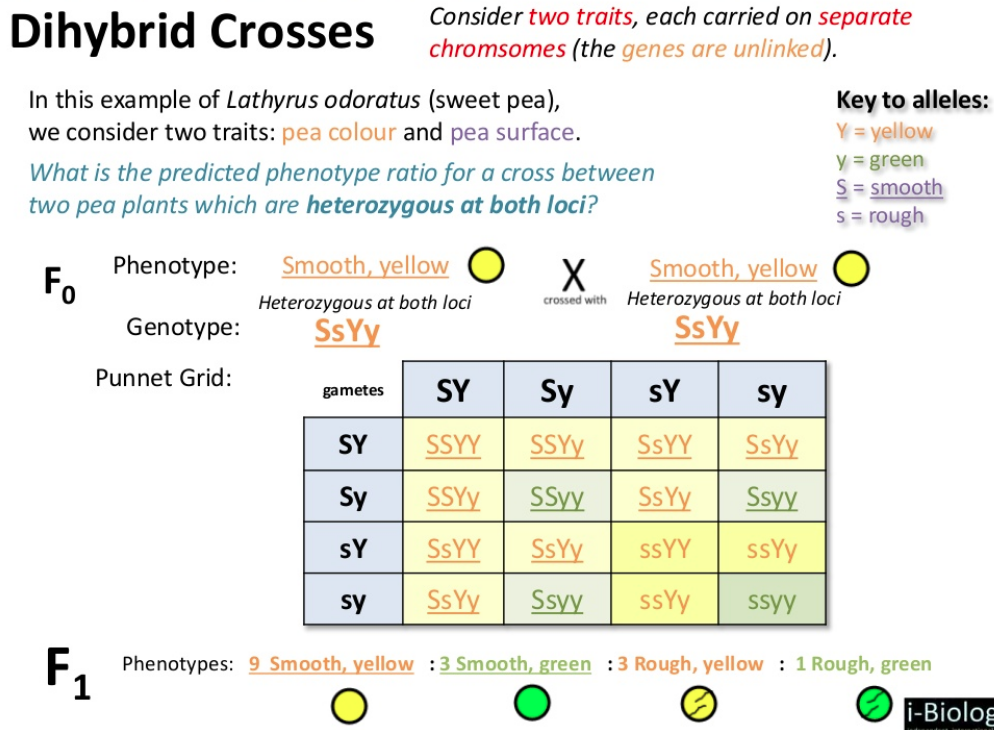 Dihybrid Crosses
Consider two traits, each carried on separate
chromsomes (the genes are unlinked).
In this example of Lathyrus odoratus (sweet pea),
we consider two traits: pea colour and pea surface.
What is the predicted phenotype ratio for a cross between
two pea plants which are heterozygous at both loci?
Key to alleles:
Y = yellow
y = green
S = smooth
s = rough
F0
Phenotype: Smooth, yellow X Smooth, yellow
Heterozygous at both loci crossed with Heterozygous at both loci
Genotype: SsYy SsYy
Punnet Grid:
gametes SY Sy sY sy
SY SSYY SSYy SsYY SsYy
Sy SSYy SSyy SsYy Ssyy
sY SsYY SsYy ssYY ssYy
sy SsYy Ssyy ssYy ssyy
F1
Phenotypes: 9 Smooth, yellow : 3 Smooth, green : 3 Rough, yellow : 1 Rough, green
i-Biolog